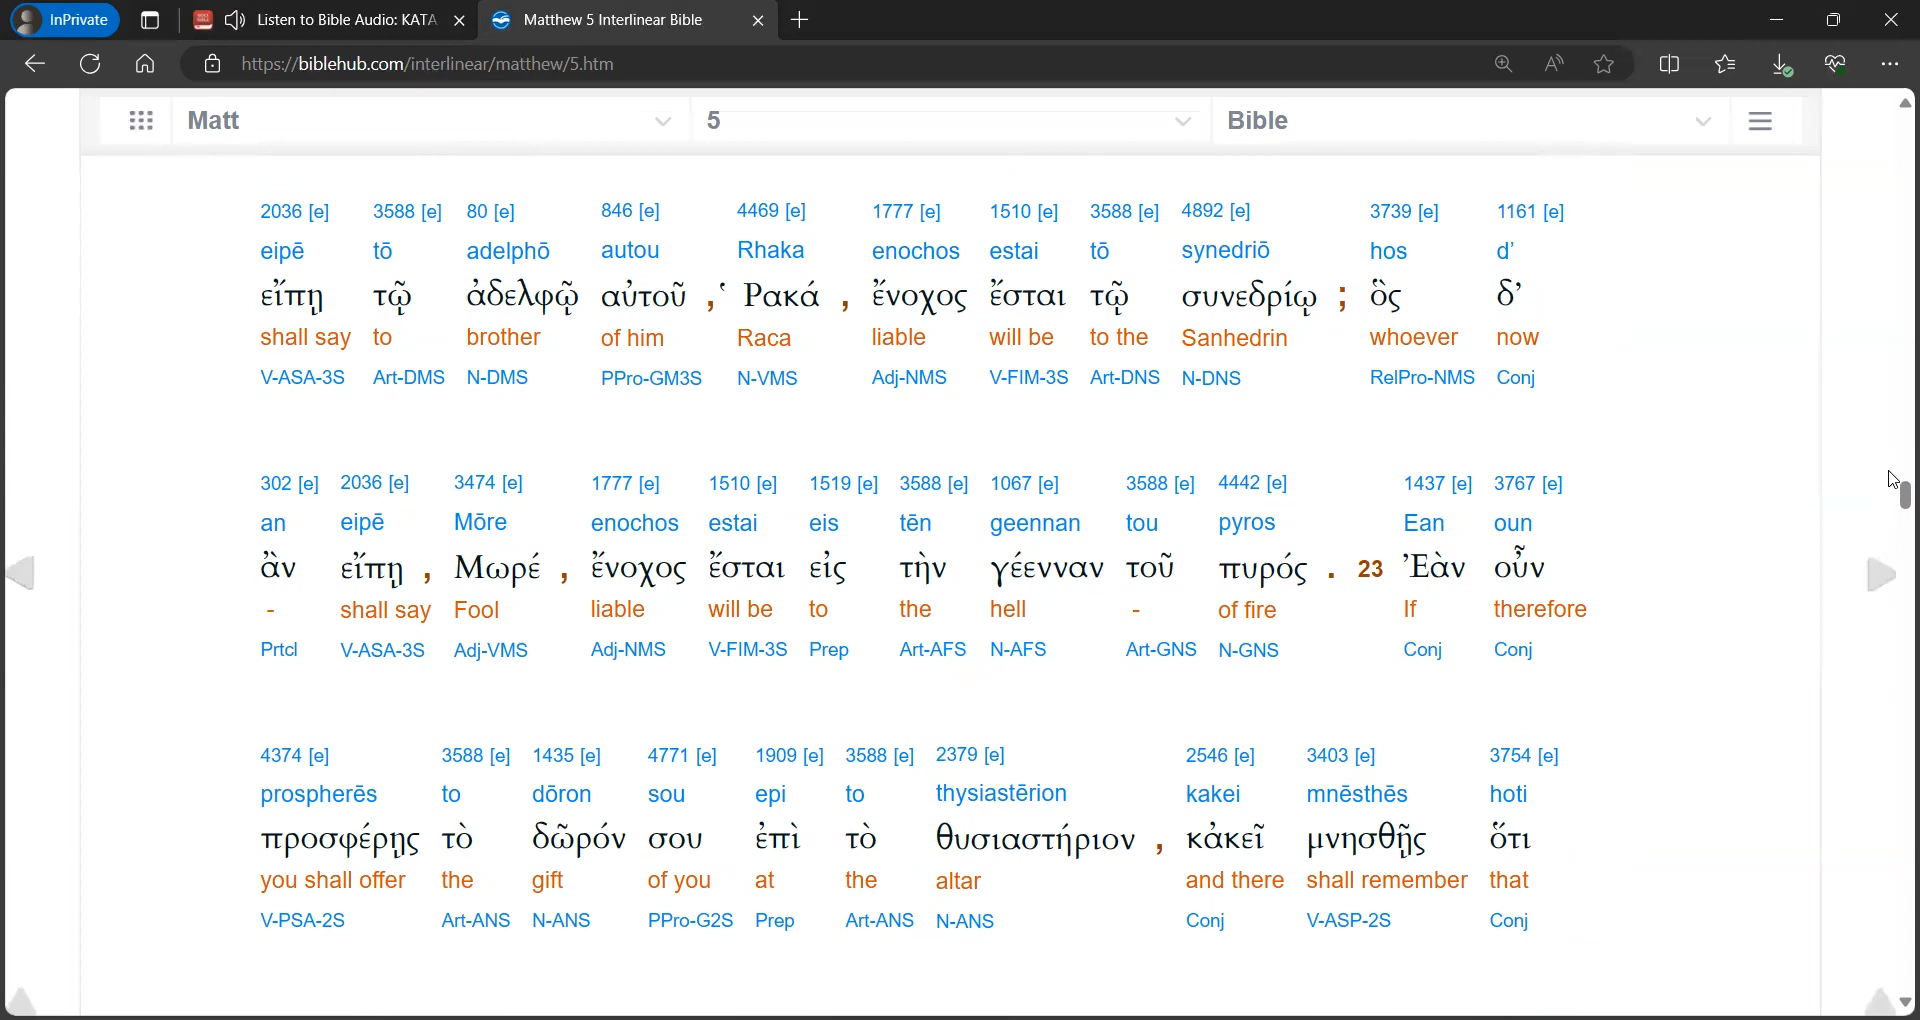 InPrivate Listen to Bible Audio: KATA Matthew 5 Interlinear Bible
https://biblehub.com/interlinear/matthew/5.htm
Matt 5 Bible
2036 [e] 3588 [e] 80 [e] 846 [e] 4469 [e] 1777 [e] 1510 [e] 3588 [e] 4892 [e] 3739 [e] 1161 [e]
eipē tō adelphō autou Rhaka enochos estai tō synedriō hos d’
εἴπῃ τῷ ἀδελφῷ αὐτοῦ ,‛ Ρακά , ἔνοχος ἔσται τῷ συνεδρίῳ ; ὃς δ’
shall say to brother of him Raca liable will be to the Sanhedrin whoever now
V-ASA-3S Art-DMS N-DMS PPro-GM3S N-VMS Adj-NMS V-FIM-3S Art-DNS N-DNS RelPro-NMS Conj
302 [e] 2036 [e] 3474 [e] 1777 [e] 1510 [e] 1519 [e] 3588 [e] 1067 [e] 3588 [e] 4442 [e] 1437 [e] 3767 [e]
an eipē Mōre enochos estai eis tēn geennan tou pyros Ean oun
ἂν εἴπῃ , Μωρέ , ἔνοχος ἔσται εἰς τὴν γέενναν τοῦ πυρός . 23 Ἐὰν οὖν
- shall say Fool liable will be to the hell - of fire If therefore
Prtcl V-ASA-3S Adj-VMS Adj-NMS V-FIM-3S Prep Art-AFS N-AFS Art-GNS N-GNS Conj Conj
4374 [e] 3588 [e] 1435 [e] 4771 [e] 1909 [e] 3588 [e] 2379 [e] 2546 [e] 3403 [e] 3754 [e]
prospherēs to dōron sou epi to thysiastērion kakei mnēsthēs hoti
προσφέρῃς τὸ δῶρόν σου ἐπὶ τὸ θυσιαστήριον , κἀκεῖ μνησθῇς ὅτι
you shall offer the gift of you at the altar and there shall remember that
V-PSA-2S Art-ANS N-ANS PPro-G2S Prep Art-ANS N-ANS Conj V-ASP-2S Conj